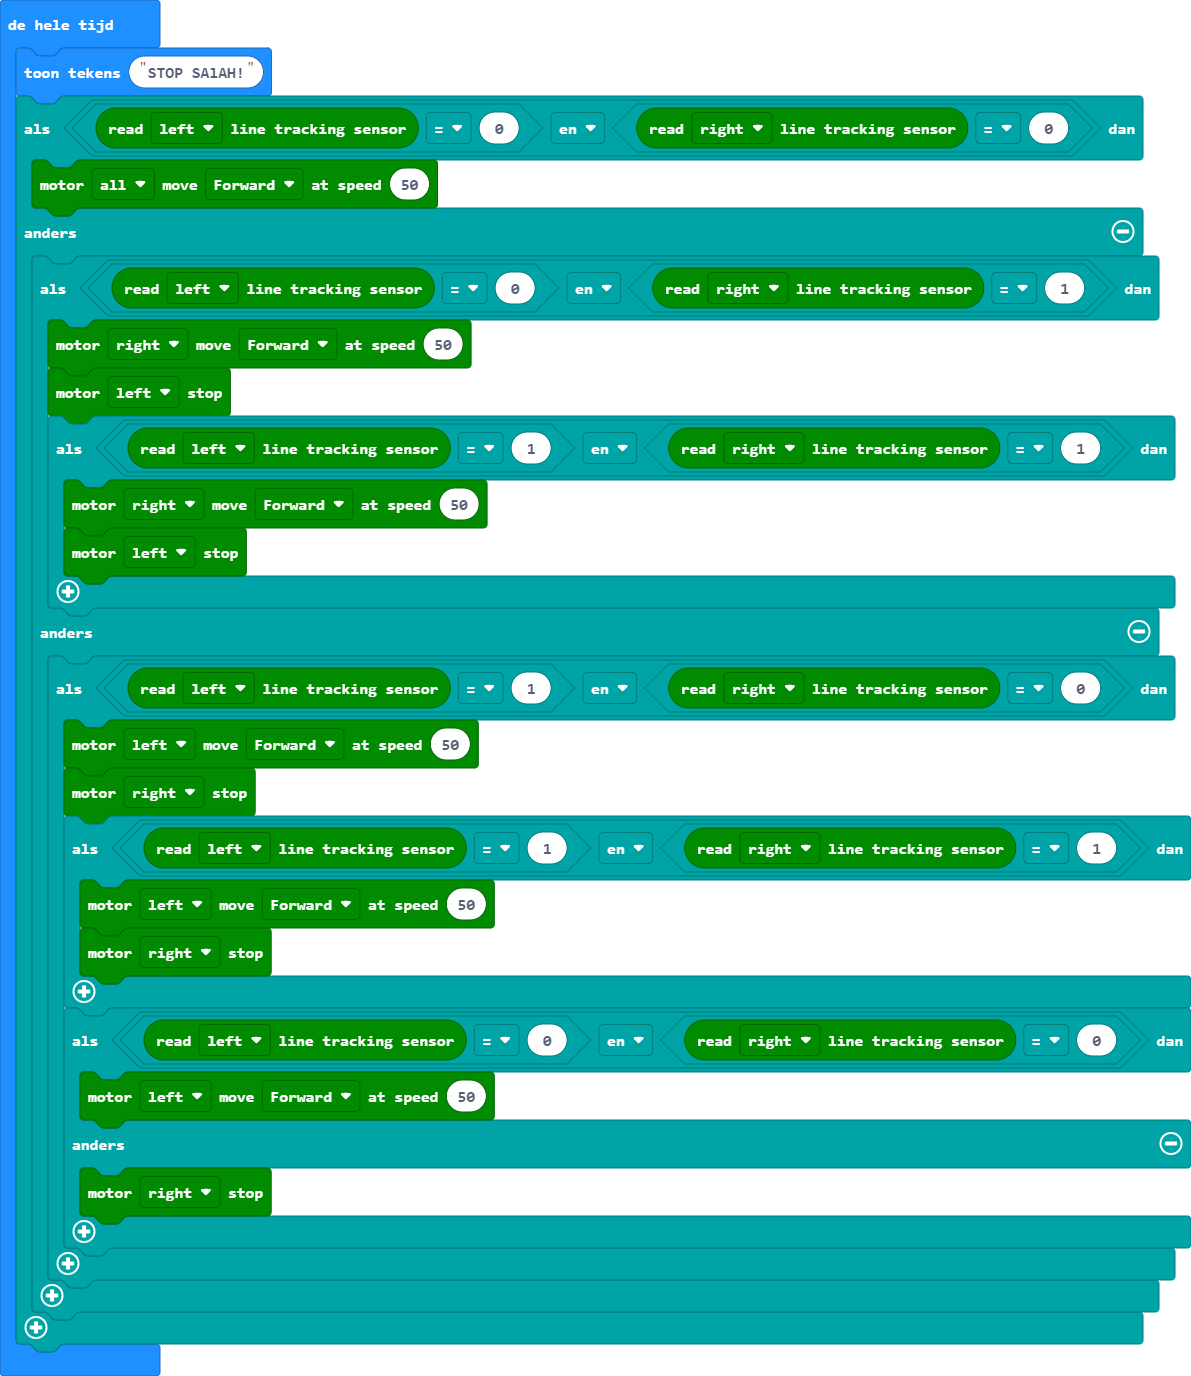 de hele tijd
toon tekens "STOP SAlAH!"
als read left line tracking sensor = 0 en read right line tracking sensor = 0 dan
motor all move Forward at speed 50
anders
als read left line tracking sensor = 0 en read right line tracking sensor = 1 dan
motor right move Forward at speed 50
motor left stop
als read left line tracking sensor = 1 en read right line tracking sensor = 1 dan
motor right move Forward at speed 50
motor left stop
anders
als read left line tracking sensor = 1 en read right line tracking sensor = 0 dan
motor left move Forward at speed 50
motor right stop
als read left line tracking sensor = 1 en read right line tracking sensor = 1 dan
motor left move Forward at speed 50
motor right stop
als read left line tracking sensor = 0 en read right line tracking sensor = 0 dan
motor left move Forward at speed 50
anders
motor right stop